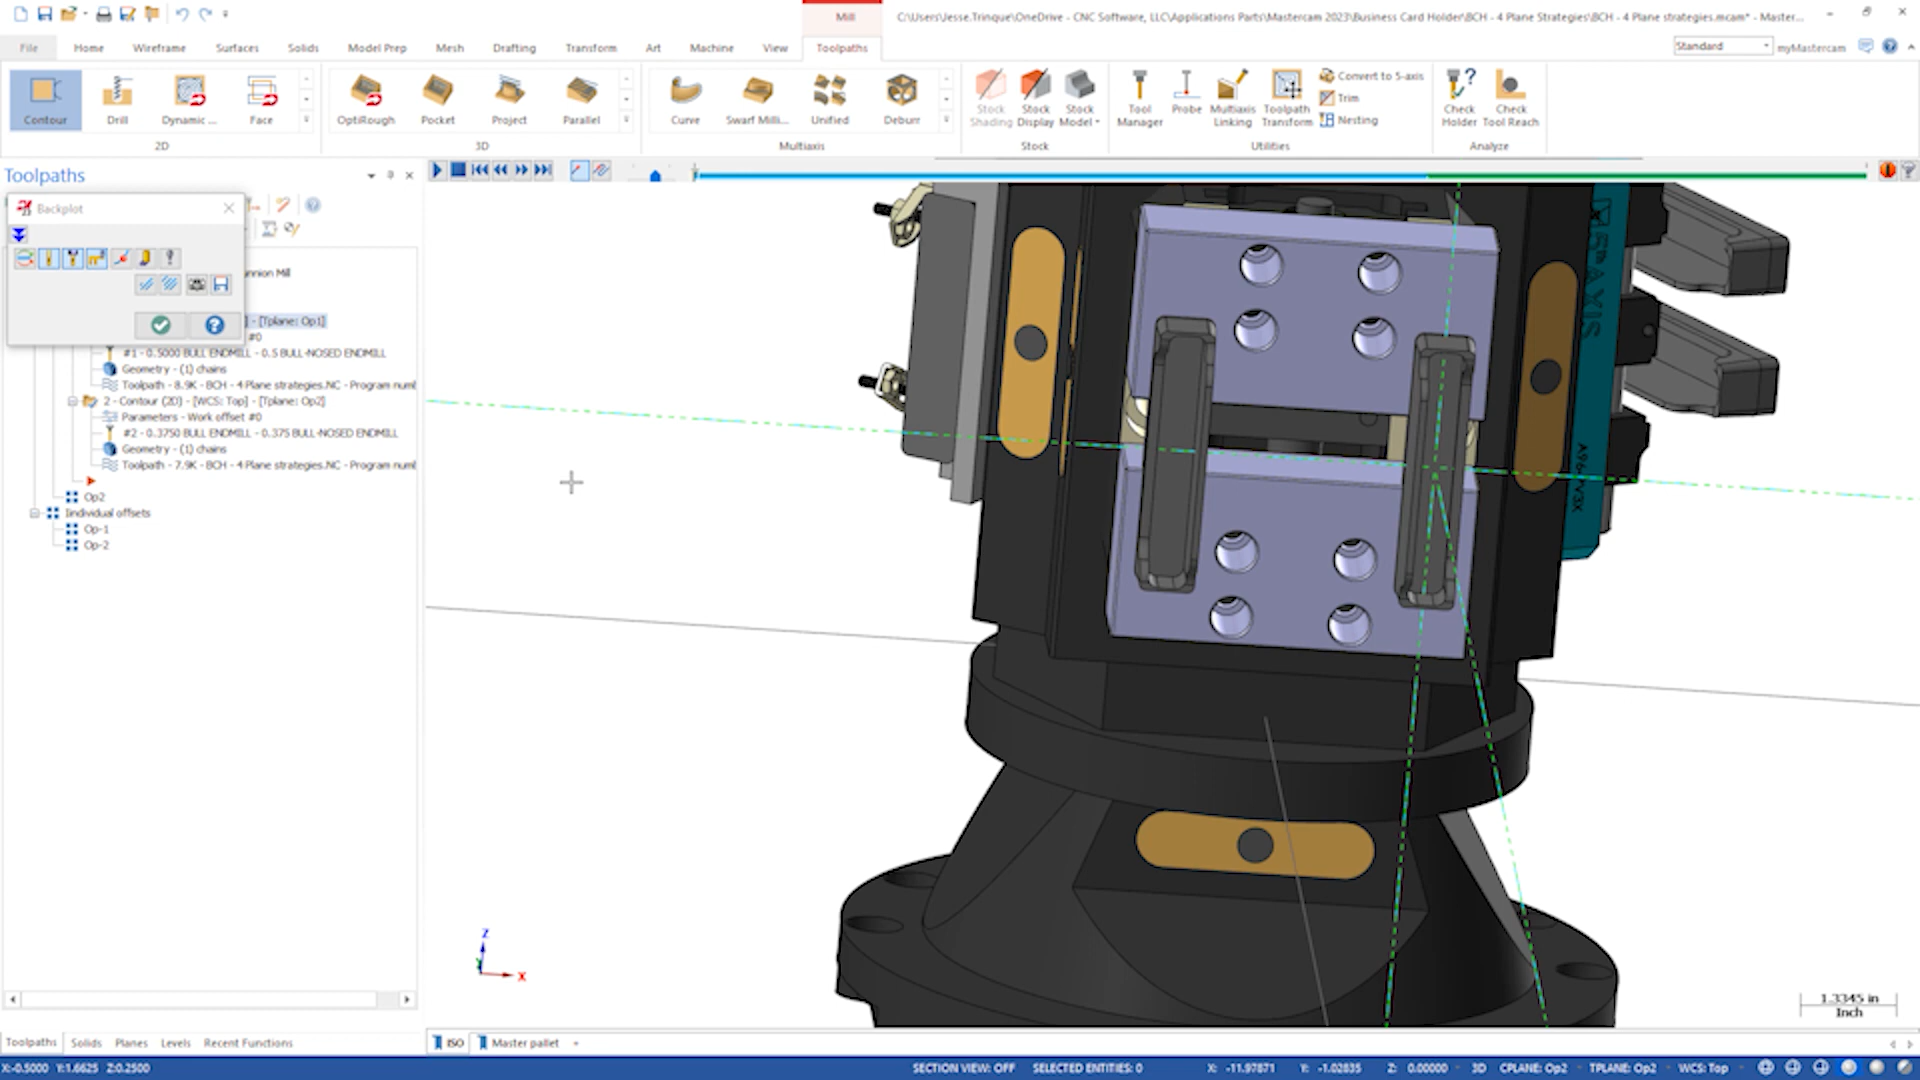 Mill
C:\Users\Jesse.Trinque\OneDrive - CNC Software, LLC\Applications Parts\Mastercam 2023\Business Card Holder\BCH - 4 Plane Strategies\BCH - 4 Plane strategies.mcam* - Master...
File
Home
Wireframe
Surfaces
Solids
Model Prep
Mesh
Drafting
Transform
Art
Machine
View
Toolpaths
Standard
myMastercam
Contour
Drill
Dynamic ...
Face
OptiRough
Pocket
Project
Parallel
Curve
Swarf Milli...
Unified
Deburr
Stock Shading
Stock Display
Stock Model
Tool Manager
Probe
Multiaxis Linking
Toolpath Transform
Convert to 5-axis
Trim
Nesting
Check Holder
Check Tool Reach
2D
3D
Multiaxis
Stock
Utilities
Analyze
Toolpaths
Backplot
nnion Mill
] - [Tplane: Op1]
#0
#1 - 0.5000 BULL ENDMILL - 0.5 BULL-NOSED ENDMILL
Geometry - (1) chains
Toolpath - 8.9K - BCH - 4 Plane strategies.NC - Program numl
2 - Contour (2D) - [WCS: Top] - [Tplane: Op2]
Parameters - Work offset #0
#2 - 0.3750 BULL ENDMILL - 0.375 BULL-NOSED ENDMILL
Geometry - (1) chains
Toolpath - 7.9K - BCH - 4 Plane strategies.NC - Program numl
Op2
Iindividual offsets
Op-1
Op-2
5th AXIS
Z
X
1.3345 in
Inch
Toolpaths
Solids
Planes
Levels
Recent Functions
ISO
Master pallet
+
X:-0.5000 Y:1.6625 Z:0.2500
SECTION VIEW: OFF
SELECTED ENTITIES: 0
X: -11.97871
Y: -1.02835
Z: 0.00000
3D
CPLANE: Op2
TPLANE: Op2
WCS: Top